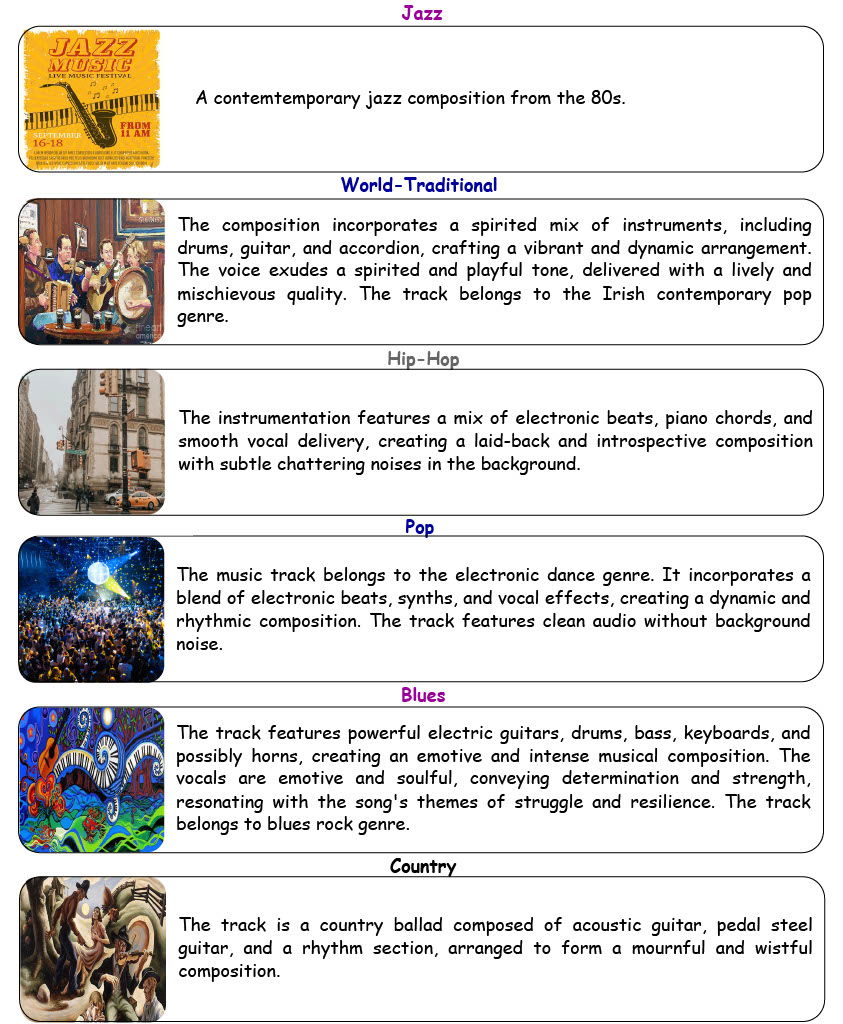 Jazz
JAZZ
MUSIC
LIVE MUSIC FESTIVAL
SEPTEMBER
16-18
FROM
11 AM
A contemtemporary jazz composition from the 80s.
World-Traditional
The composition incorporates a spirited mix of instruments, including
drums, guitar, and accordion, crafting a vibrant and dynamic arrangement.
The voice exudes a spirited and playful tone, delivered with a lively and
mischievous quality. The track belongs to the Irish contemporary pop
genre.
fine art
america
Hip-Hop
The instrumentation features a mix of electronic beats, piano chords, and
smooth vocal delivery, creating a laid-back and introspective composition
with subtle chattering noises in the background.
Pop
The music track belongs to the electronic dance genre. It incorporates a
blend of electronic beats, synths, and vocal effects, creating a dynamic and
rhythmic composition. The track features clean audio without background
noise.
Blues
The track features powerful electric guitars, drums, bass, keyboards, and
possibly horns, creating an emotive and intense musical composition. The
vocals are emotive and soulful, conveying determination and strength,
resonating with the song's themes of struggle and resilience. The track
belongs to blues rock genre.
Country
The track is a country ballad composed of acoustic guitar, pedal steel
guitar, and a rhythm section, arranged to form a mournful and wistful
composition.